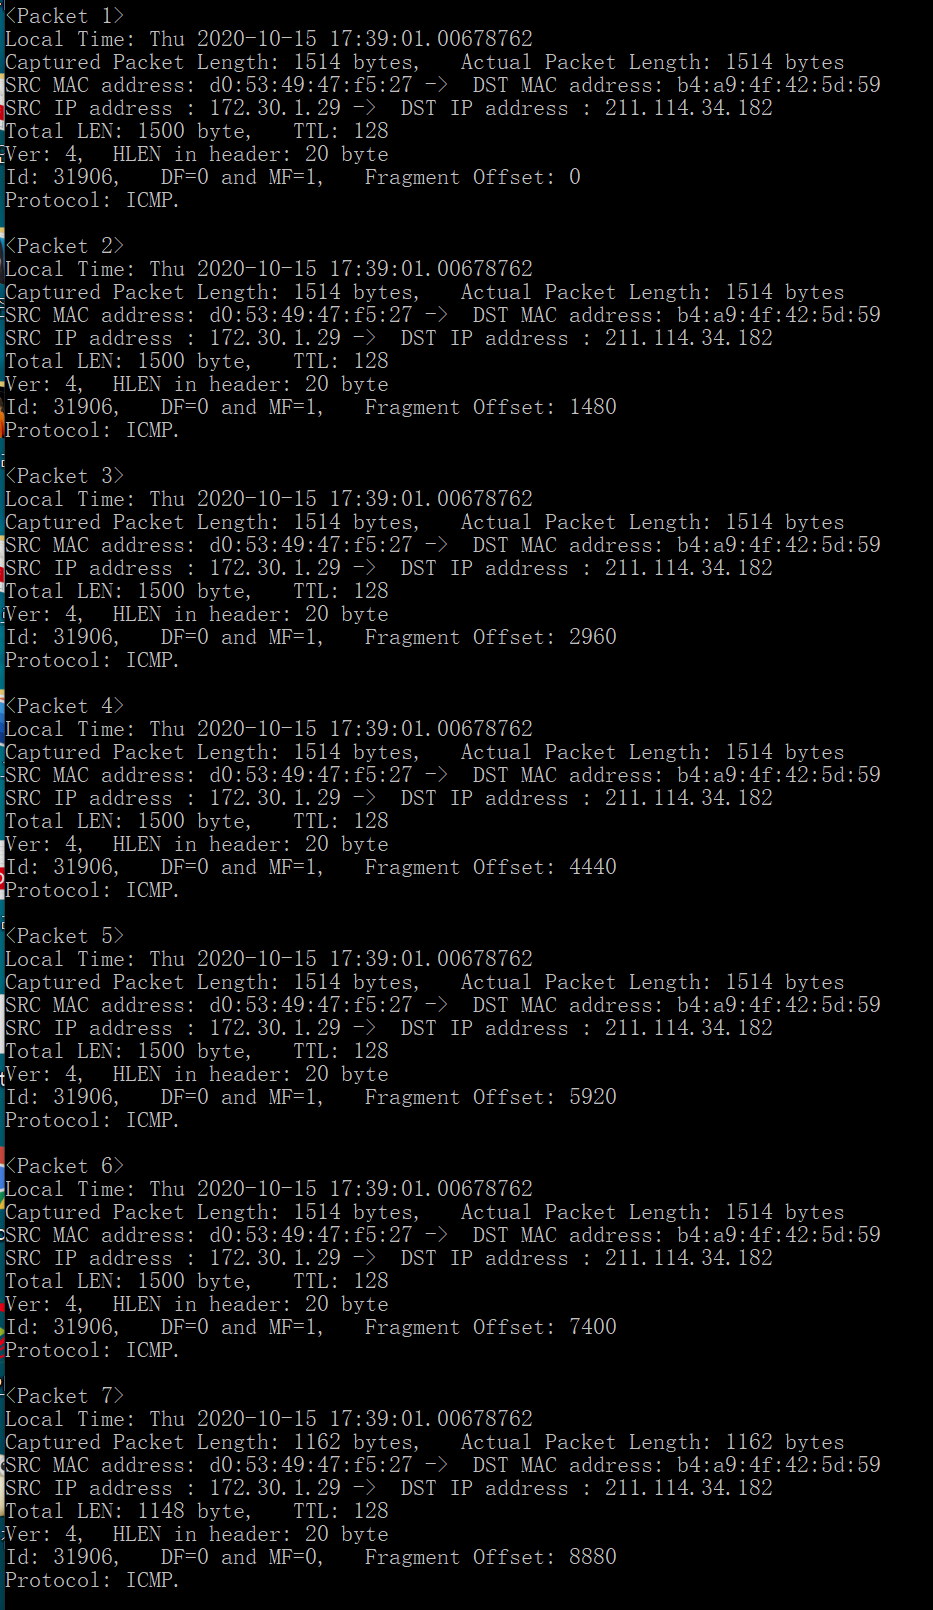 <Packet 1>
Local Time: Thu 2020-10-15 17:39:01.00678762
Captured Packet Length: 1514 bytes,   Actual Packet Length: 1514 bytes
SRC MAC address: d0:53:49:47:f5:27 ->  DST MAC address: b4:a9:4f:42:5d:59
SRC IP address : 172.30.1.29 ->  DST IP address : 211.114.34.182
Total LEN: 1500 byte,   TTL: 128
Ver: 4,  HLEN in header: 20 byte
Id: 31906,   DF=0 and MF=1,   Fragment Offset: 0
Protocol: ICMP.

<Packet 2>
Local Time: Thu 2020-10-15 17:39:01.00678762
Captured Packet Length: 1514 bytes,   Actual Packet Length: 1514 bytes
SRC MAC address: d0:53:49:47:f5:27 ->  DST MAC address: b4:a9:4f:42:5d:59
SRC IP address : 172.30.1.29 ->  DST IP address : 211.114.34.182
Total LEN: 1500 byte,   TTL: 128
Ver: 4,  HLEN in header: 20 byte
Id: 31906,   DF=0 and MF=1,   Fragment Offset: 1480
Protocol: ICMP.

<Packet 3>
Local Time: Thu 2020-10-15 17:39:01.00678762
Captured Packet Length: 1514 bytes,   Actual Packet Length: 1514 bytes
SRC MAC address: d0:53:49:47:f5:27 ->  DST MAC address: b4:a9:4f:42:5d:59
SRC IP address : 172.30.1.29 ->  DST IP address : 211.114.34.182
Total LEN: 1500 byte,   TTL: 128
Ver: 4,  HLEN in header: 20 byte
Id: 31906,   DF=0 and MF=1,   Fragment Offset: 2960
Protocol: ICMP.

<Packet 4>
Local Time: Thu 2020-10-15 17:39:01.00678762
Captured Packet Length: 1514 bytes,   Actual Packet Length: 1514 bytes
SRC MAC address: d0:53:49:47:f5:27 ->  DST MAC address: b4:a9:4f:42:5d:59
SRC IP address : 172.30.1.29 ->  DST IP address : 211.114.34.182
Total LEN: 1500 byte,   TTL: 128
Ver: 4,  HLEN in header: 20 byte
Id: 31906,   DF=0 and MF=1,   Fragment Offset: 4440
Protocol: ICMP.

<Packet 5>
Local Time: Thu 2020-10-15 17:39:01.00678762
Captured Packet Length: 1514 bytes,   Actual Packet Length: 1514 bytes
SRC MAC address: d0:53:49:47:f5:27 ->  DST MAC address: b4:a9:4f:42:5d:59
SRC IP address : 172.30.1.29 ->  DST IP address : 211.114.34.182
Total LEN: 1500 byte,   TTL: 128
Ver: 4,  HLEN in header: 20 byte
Id: 31906,   DF=0 and MF=1,   Fragment Offset: 5920
Protocol: ICMP.

<Packet 6>
Local Time: Thu 2020-10-15 17:39:01.00678762
Captured Packet Length: 1514 bytes,   Actual Packet Length: 1514 bytes
SRC MAC address: d0:53:49:47:f5:27 ->  DST MAC address: b4:a9:4f:42:5d:59
SRC IP address : 172.30.1.29 ->  DST IP address : 211.114.34.182
Total LEN: 1500 byte,   TTL: 128
Ver: 4,  HLEN in header: 20 byte
Id: 31906,   DF=0 and MF=1,   Fragment Offset: 7400
Protocol: ICMP.

<Packet 7>
Local Time: Thu 2020-10-15 17:39:01.00678762
Captured Packet Length: 1162 bytes,   Actual Packet Length: 1162 bytes
SRC MAC address: d0:53:49:47:f5:27 ->  DST MAC address: b4:a9:4f:42:5d:59
SRC IP address : 172.30.1.29 ->  DST IP address : 211.114.34.182
Total LEN: 1148 byte,   TTL: 128
Ver: 4,  HLEN in header: 20 byte
Id: 31906,   DF=0 and MF=0,   Fragment Offset: 8880
Protocol: ICMP.